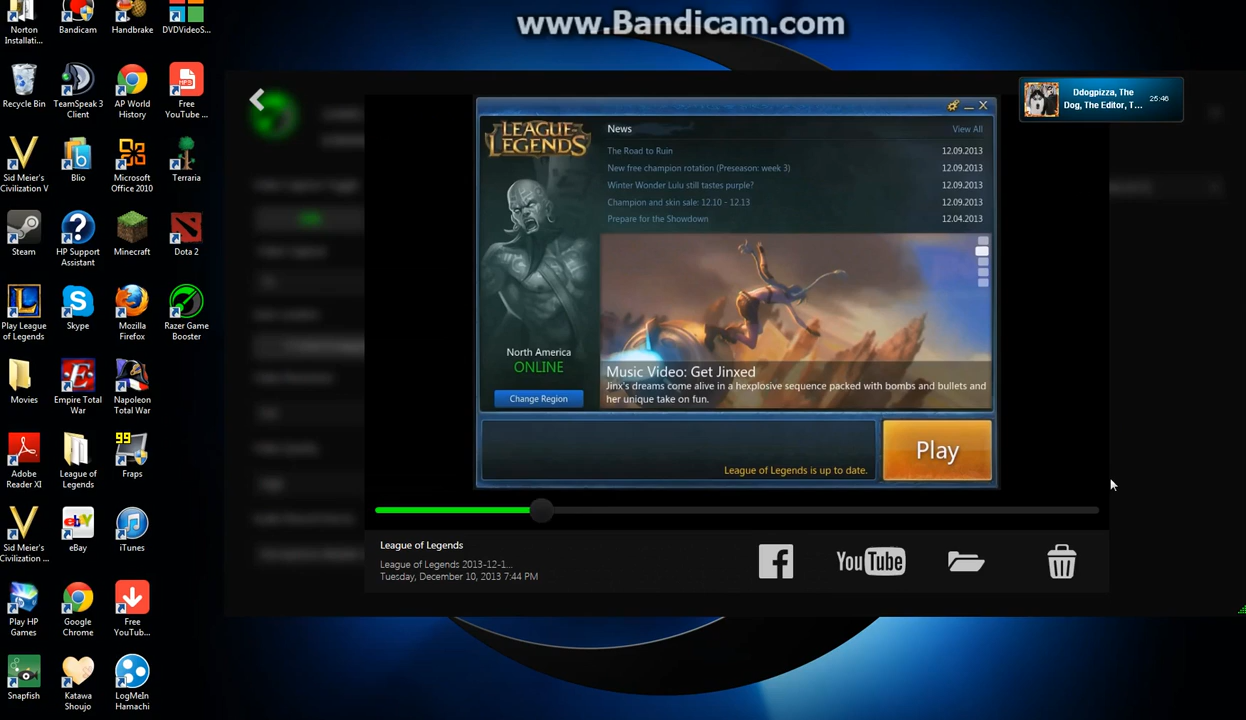 www.Bandicam.com
Norton
Installati...
Bandicam
Handbrake
DVDVideoS...
Recycle Bin
TeamSpeak 3
Client
AP World
History
Free
YouTube ...
Sid Meier's
Civilization V
Blio
Microsoft
Office 2010
Terraria
Steam
HP Support
Assistant
Minecraft
Dota 2
Play League
of Legends
Skype
Mozilla
Firefox
Razer Game
Booster
Movies
Empire Total
War
Napoleon
Total War
Adobe
Reader XI
League of
Legends
99
Fraps
Sid Meier's
Civilization ...
eBay
iTunes
Play HP
Games
Google
Chrome
Free
YouTub...
Snapfish
Katawa
Shoujo
LogMeIn
Hamachi
Ddogpizza, The
Dog, The Editor, T...
25:46
LEAGUE
OF
LEGENDS
News
View All
The Road to Ruin
12.09.2013
New free champion rotation (Preseason: week 3)
12.09.2013
Winter Wonder Lulu still tastes purple?
12.09.2013
Champion and skin sale: 12.10 - 12.13
12.09.2013
Prepare for the Showdown
12.04.2013
North America
ONLINE
Change Region
Music Video: Get Jinxed
Jinx's dreams come alive in a hexplosive sequence packed with bombs and bullets and
her unique take on fun.
League of Legends is up to date.
Play
League of Legends
League of Legends 2013-12-1...
Tuesday, December 10, 2013 7:44 PM
YouTube